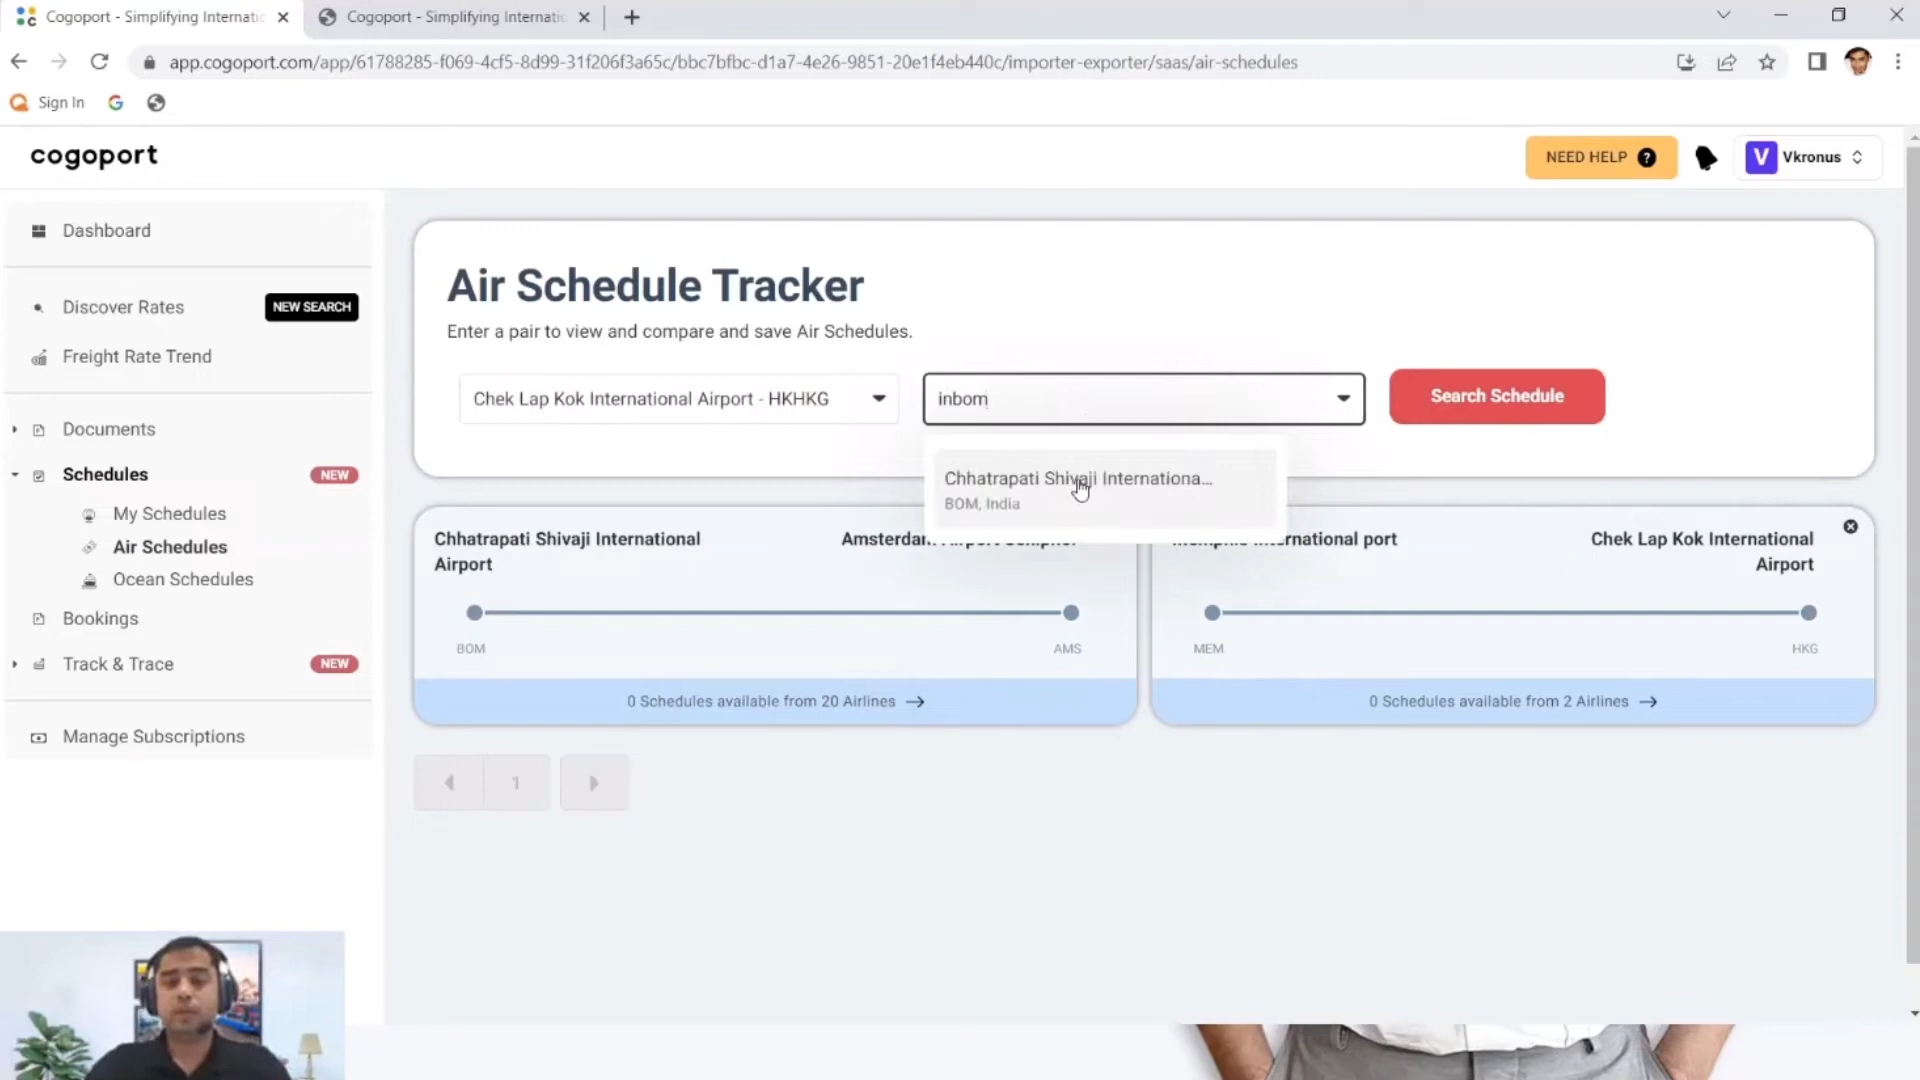 Cogoport - Simplifying Internatic
Cogoport - Simplifying Internatic
app.cogoport.com/app/61788285-f069-4cf5-8d99-31f206f3a65c/bbc7bfbc-d1a7-4e26-9851-20e1f4eb440c/importer-exporter/saas/air-schedules
Sign In
cogoport
NEED HELP ?
V Vkronus
Dashboard
Discover Rates NEW SEARCH
Freight Rate Trend
Documents
Schedules NEW
My Schedules
Air Schedules
Ocean Schedules
Bookings
Track & Trace NEW
Manage Subscriptions
Air Schedule Tracker
Enter a pair to view and compare and save Air Schedules.
Chek Lap Kok International Airport - HKHKG
inbom
Search Schedule
Chhatrapati Shivaji Internationa...
BOM, India
Chhatrapati Shivaji International
Airport
BOM
AMS
0 Schedules available from 20 Airlines
port
Chek Lap Kok International
Airport
MEM
HKG
0 Schedules available from 2 Airlines
1